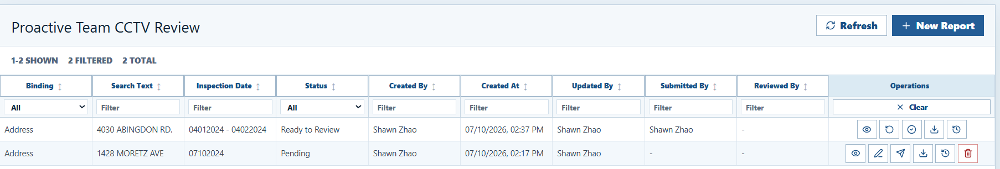 Proactive Team CCTV Review
Refresh
New Report
1-2 SHOWN 2 FILTERED 2 TOTAL
Binding Search Text Inspection Date Status Created By Created At Updated By Submitted By Reviewed By Operations
All Filter Filter All Filter Filter Filter Filter Filter Clear
Address 4030 ABINGDON RD. 04012024 - 04022024 Ready to Review Shawn Zhao 07/10/2026, 02:37 PM Shawn Zhao Shawn Zhao -
Address 1428 MORETZ AVE 07102024 Pending Shawn Zhao 07/10/2026, 02:17 PM Shawn Zhao - -